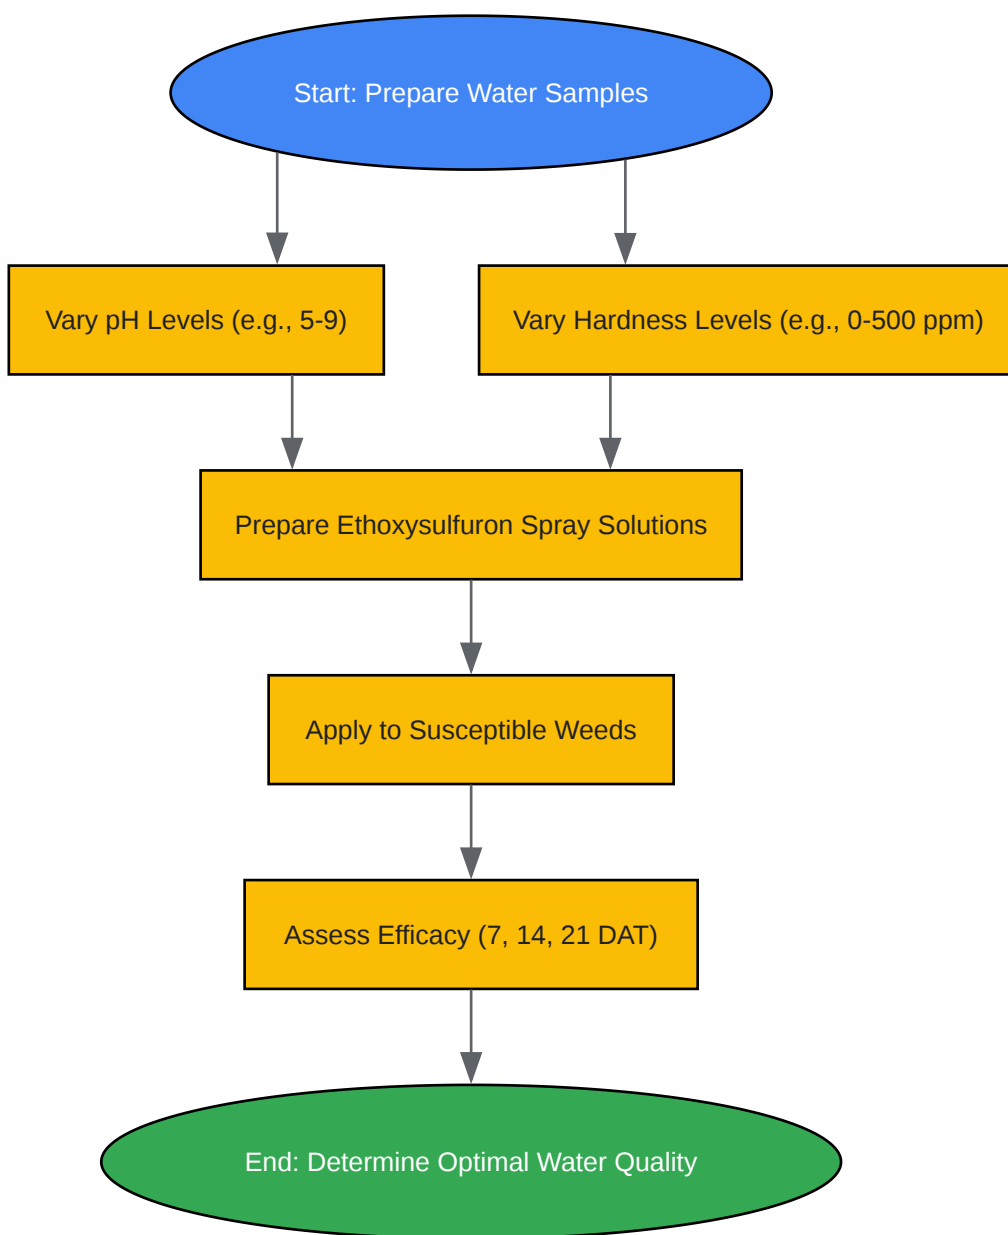 Start: Prepare Water Samples
Vary pH Levels (e.g., 5-9)
Vary Hardness Levels (e.g., 0-500 ppm)
Prepare Ethoxysulfuron Spray Solutions
Apply to Susceptible Weeds
Assess Efficacy (7, 14, 21 DAT)
End: Determine Optimal Water Quality